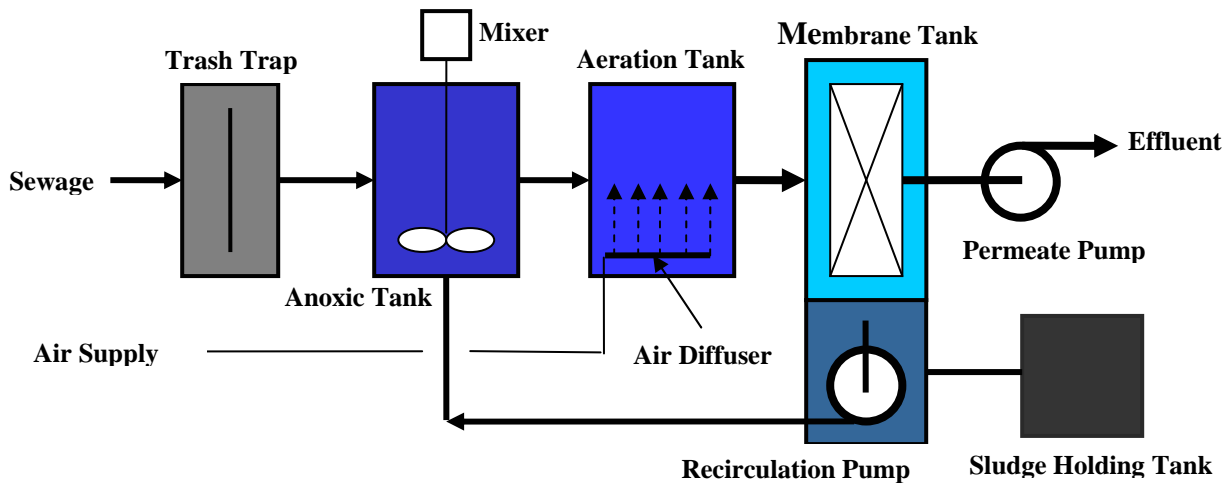 Mixer
Membrane Tank
Trash Trap
Aeration Tank
Effluent
Sewage
Permeate Pump
Anoxic Tank
Air Supply
Air Diffuser
Recirculation Pump
Sludge Holding Tank